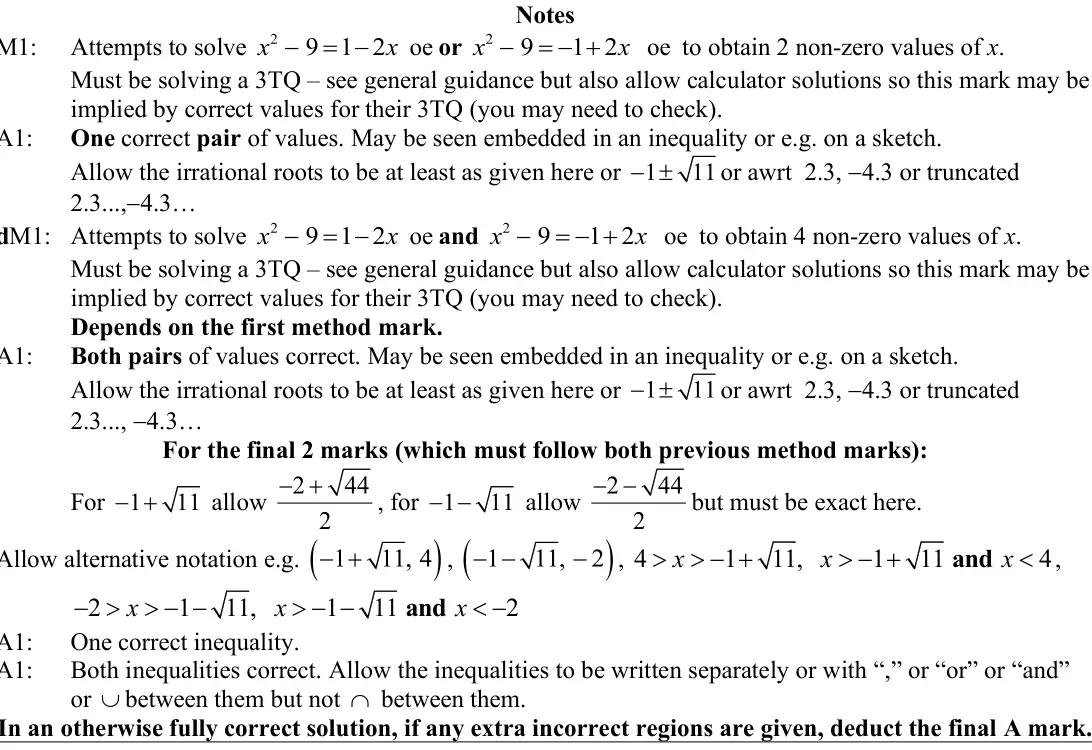 Notes
M1: Attempts to solve x² − 9 = 1 − 2x oe or x² − 9 = −1 + 2x oe to obtain 2 non-zero values of x.
Must be solving a 3TQ – see general guidance but also allow calculator solutions so this mark may be
implied by correct values for their 3TQ (you may need to check).
A1: One correct pair of values. May be seen embedded in an inequality or e.g. on a sketch.
Allow the irrational roots to be at least as given here or −1 ± √11 or awrt 2.3, −4.3 or truncated
2.3...,−4.3…
dM1: Attempts to solve x² − 9 = 1 − 2x oe and x² − 9 = −1 + 2x oe to obtain 4 non-zero values of x.
Must be solving a 3TQ – see general guidance but also allow calculator solutions so this mark may be
implied by correct values for their 3TQ (you may need to check).
Depends on the first method mark.
A1: Both pairs of values correct. May be seen embedded in an inequality or e.g. on a sketch.
Allow the irrational roots to be at least as given here or −1 ± √11 or awrt 2.3, −4.3 or truncated
2.3..., −4.3…
For the final 2 marks (which must follow both previous method marks):
For −1 + √11 allow (−2 + √44)/2, for −1 − √11 allow (−2 − √44)/2 but must be exact here.
Allow alternative notation e.g. (−1 + √11, 4), (−1 − √11, −2), 4 > x > −1 + √11, x > −1 + √11 and x < 4,
−2 > x > −1 − √11, x > −1 − √11 and x < −2
A1: One correct inequality.
A1: Both inequalities correct. Allow the inequalities to be written separately or with “,” or “or” or “and”
or ∪ between them but not ∩ between them.
In an otherwise fully correct solution, if any extra incorrect regions are given, deduct the final A mark.